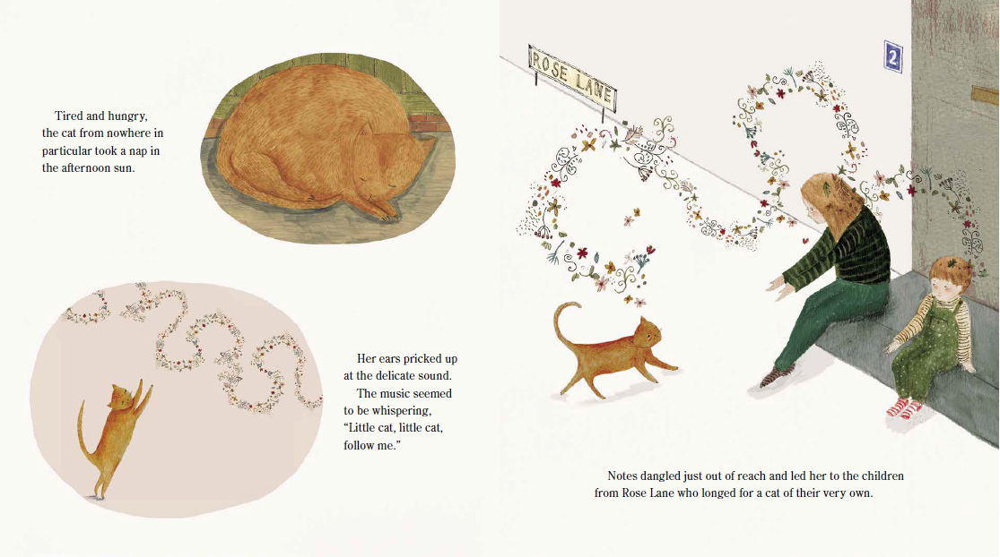 Tired and hungry,
the cat from nowhere in
particular took a nap in
the afternoon sun.
Her ears pricked up
at the delicate sound.
The music seemed
to be whispering,
“Little cat, little cat,
follow me.”
ROSE LANE
2
Notes dangled just out of reach and led her to the children
from Rose Lane who longed for a cat of their very own.